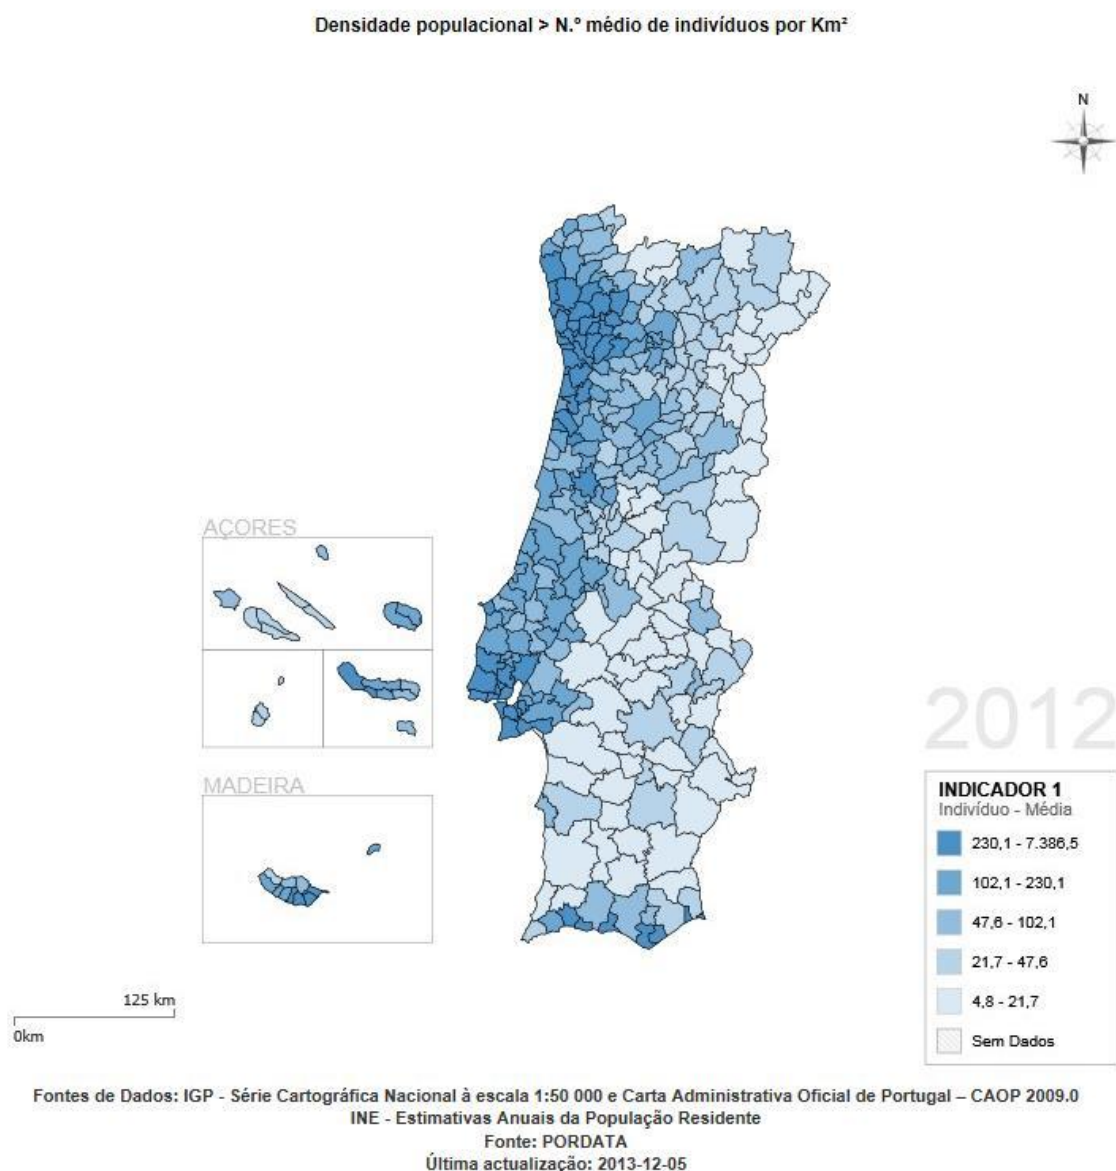 Densidade populacional > N.º médio de indivíduos por Km²
N
AÇORES
2012
MADEIRA
INDICADOR 1
Indivíduo - Média
230,1 - 7.386,5
102,1 - 230,1
47,6 - 102,1
21,7 - 47,6
4,8 - 21,7
Sem Dados
125 km
0km
Fontes de Dados: IGP - Série Cartográfica Nacional à escala 1:50 000 e Carta Administrativa Oficial de Portugal – CAOP 2009.0
INE - Estimativas Anuais da População Residente
Fonte: PORDATA
Última actualização: 2013-12-05